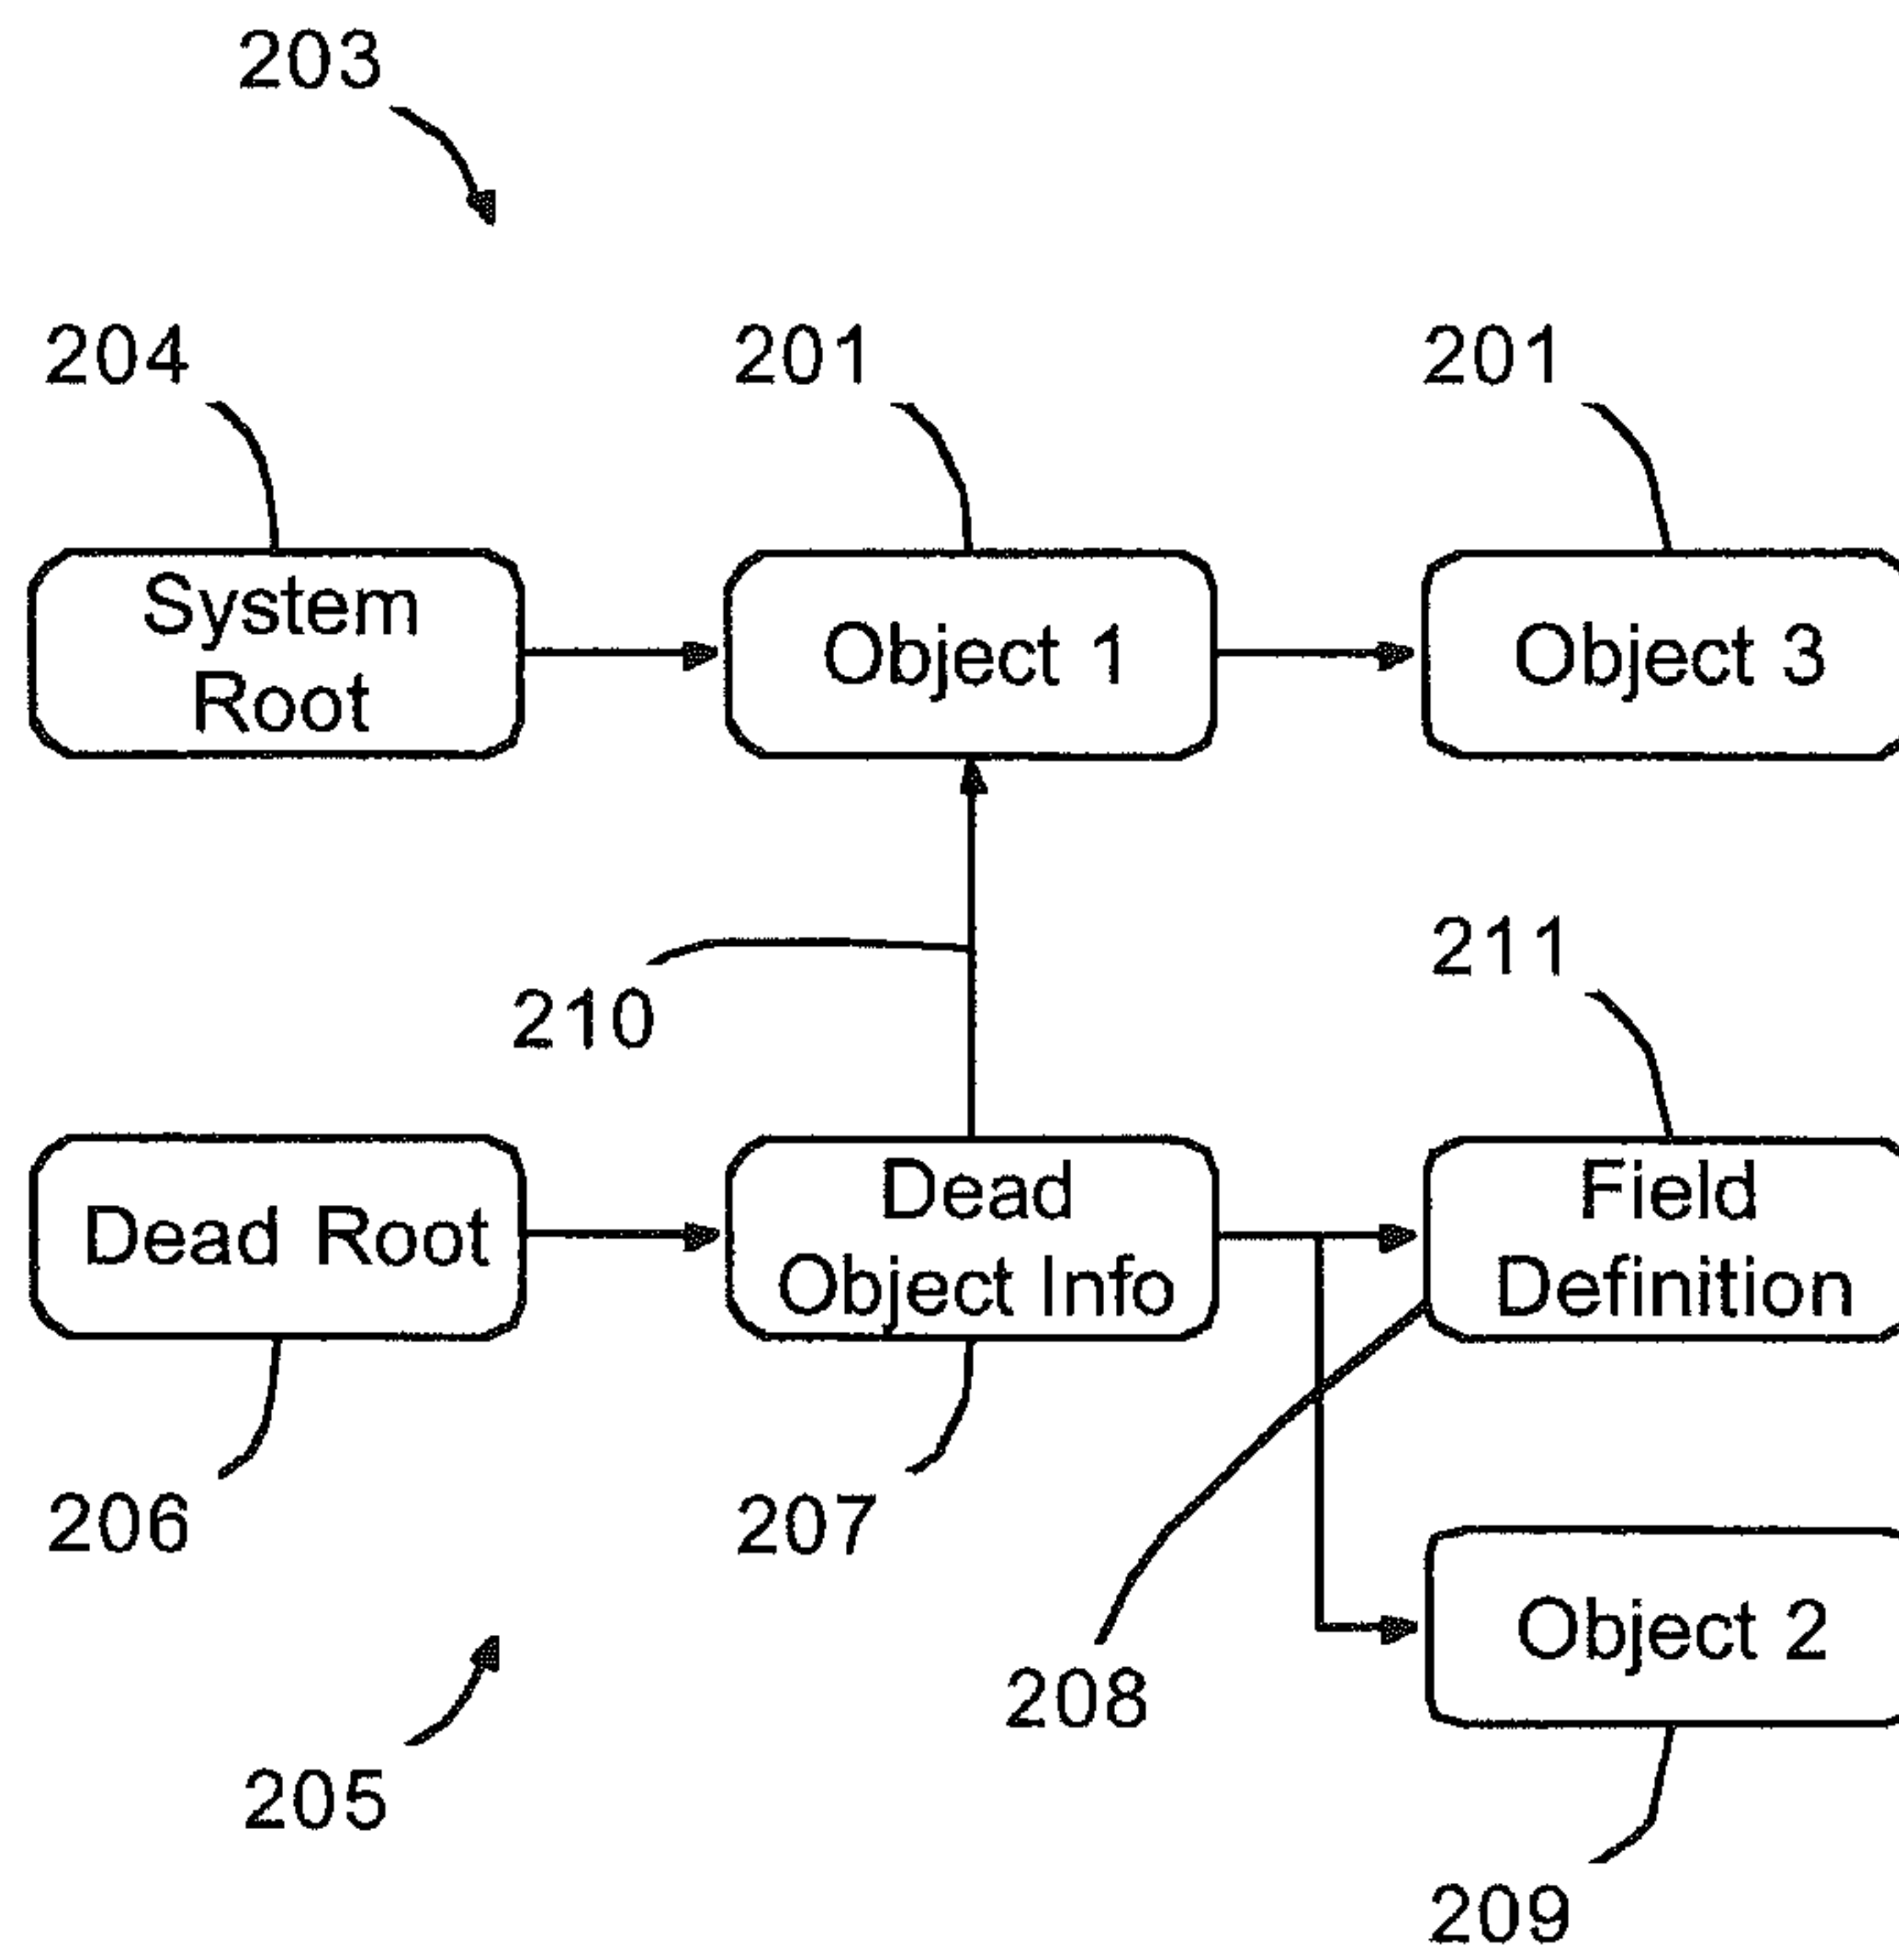 203
204
201
201
System
Root
Object 1
Object 3
210
211
Dead Root
Dead
Object Info
Field
Definition
206
207
208
Object 2
205
209